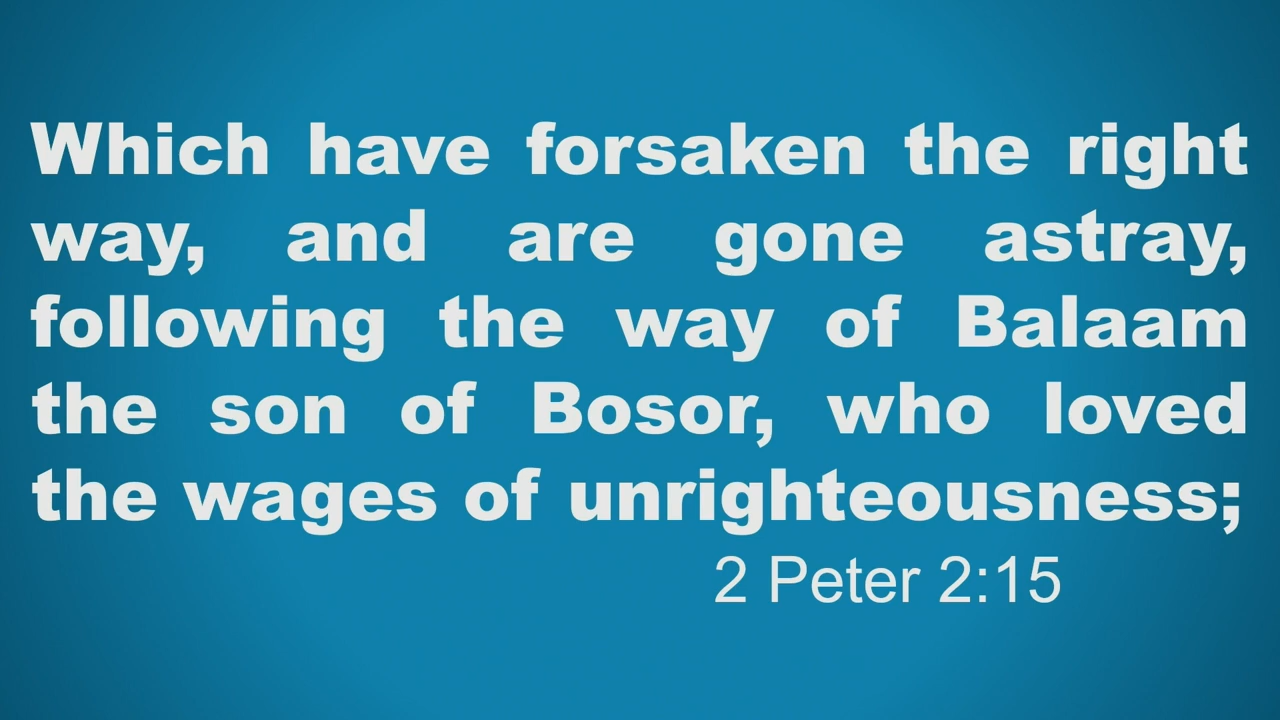 Which have forsaken the right
way, and are gone astray,
following the way of Balaam
the son of Bosor, who loved
the wages of unrighteousness;
2 Peter 2:15